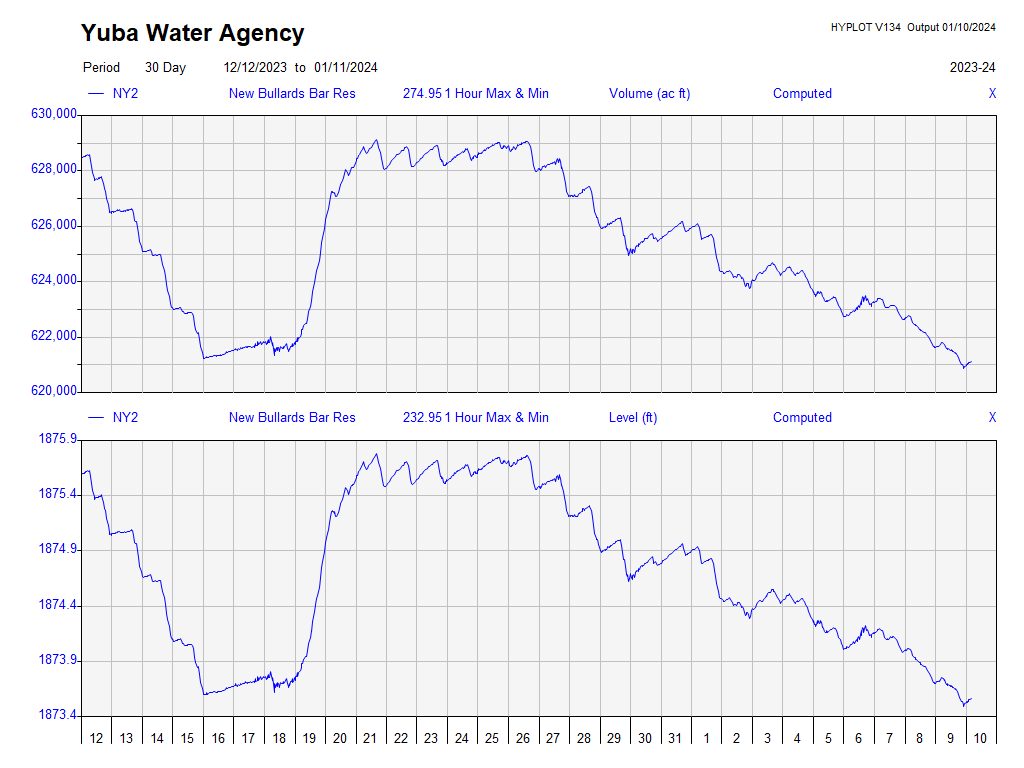 Yuba Water Agency
HYPLOT V134 Output 01/10/2024
Period 30 Day 12/12/2023 to 01/11/2024 2023-24
NY2 New Bullards Bar Res 274.95 1 Hour Max & Min Volume (ac ft) Computed X
630,000
628,000
626,000
624,000
622,000
620,000
NY2 New Bullards Bar Res 232.95 1 Hour Max & Min Level (ft) Computed X
1875.9
1875.4
1874.9
1874.4
1873.9
1873.4
12 13 14 15 16 17 18 19 20 21 22 23 24 25 26 27 28 29 30 31 1 2 3 4 5 6 7 8 9 10